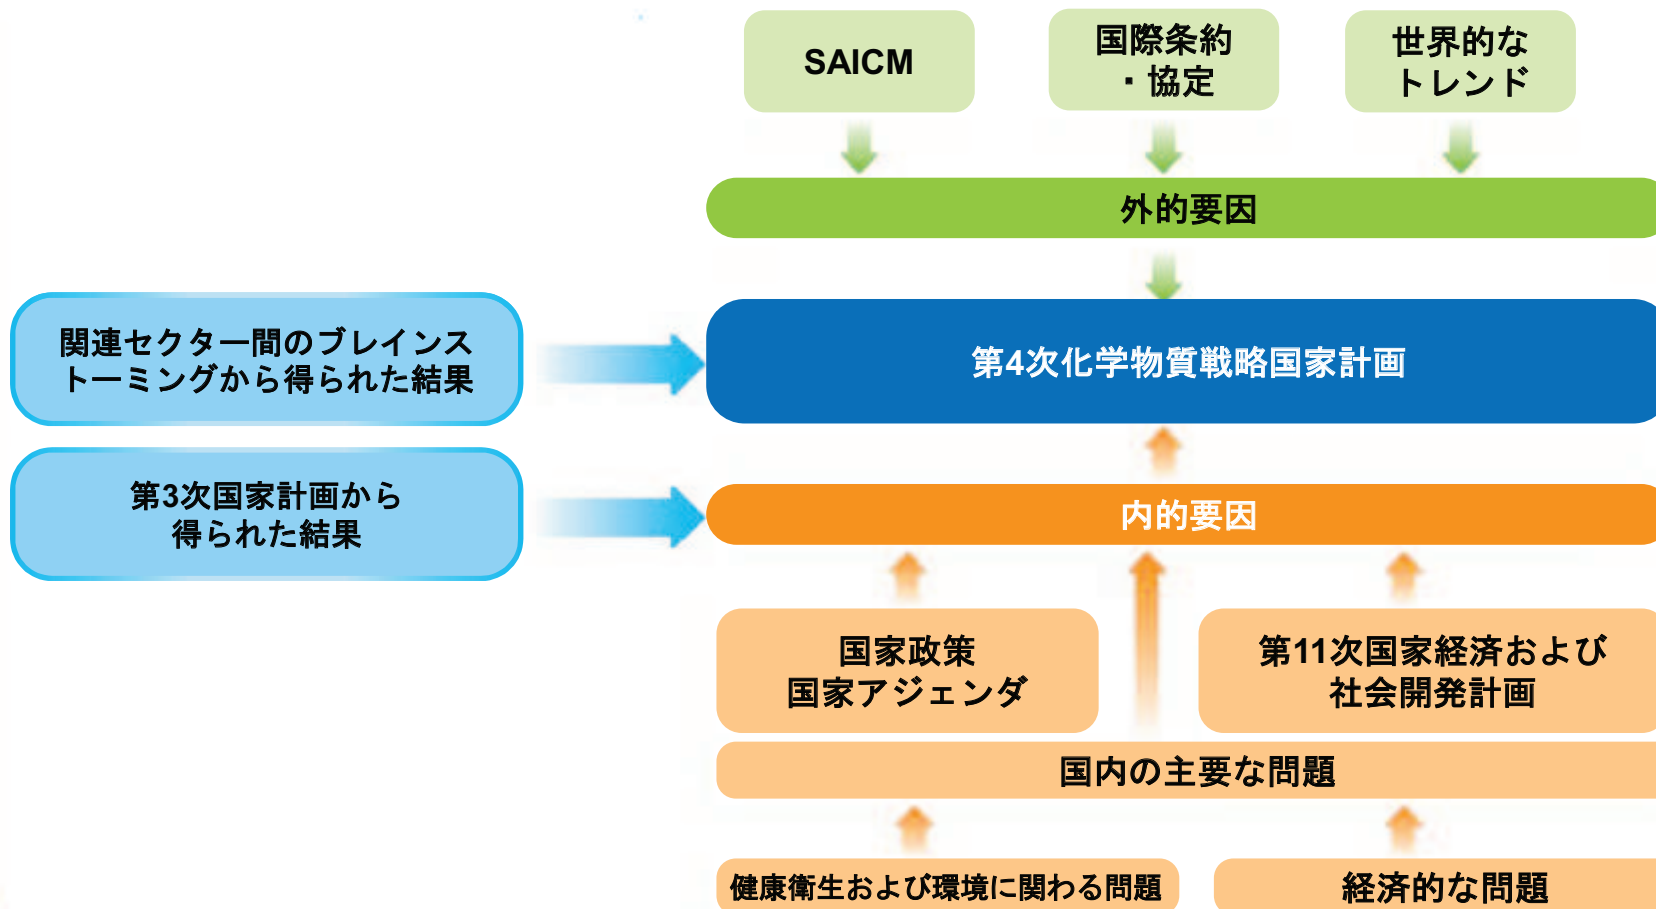 SAICM
国際条約
・協定
世界的な
トレンド
外的要因
関連セクター間のブレインス
トーミングから得られた結果
第4次化学物質戦略国家計画
第3次国家計画から
得られた結果
内的要因
国家政策
国家アジェンダ
第11次国家経済および
社会開発計画
国内の主要な問題
健康衛生および環境に関わる問題
経済的な問題